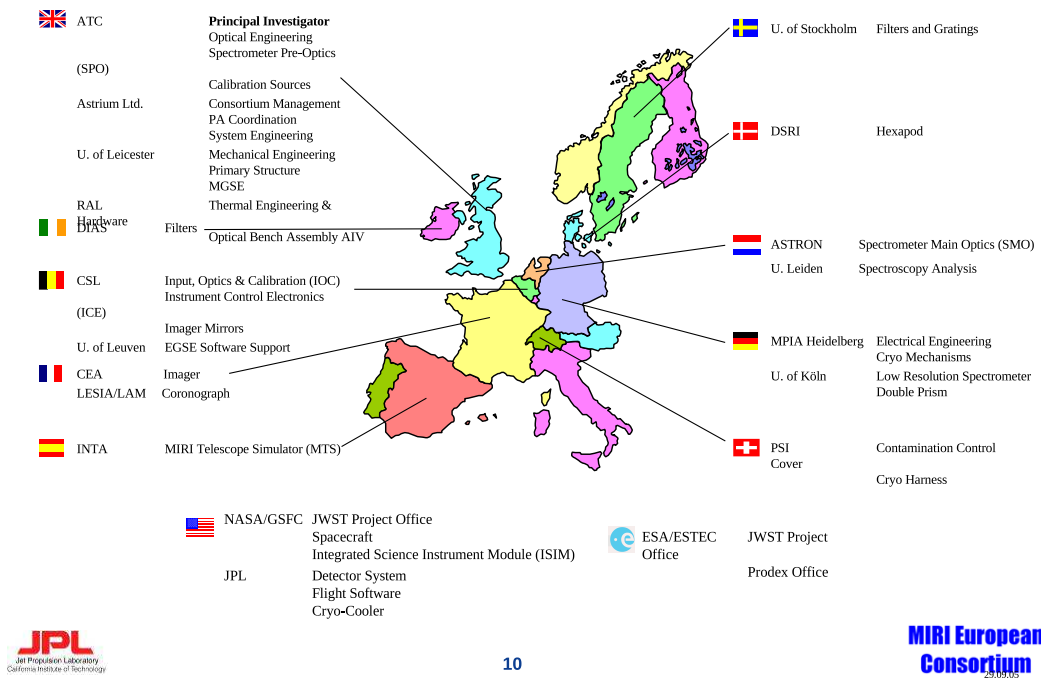 ATC Principal Investigator
Optical Engineering
Spectrometer Pre-Optics
(SPO)
Calibration Sources
Astrium Ltd. Consortium Management
PA Coordination
System Engineering
U. of Leicester Mechanical Engineering
Primary Structure
MGSE
RAL Thermal Engineering &
Hardware
DIAS Filters
Optical Bench Assembly AIV
CSL Input, Optics & Calibration (IOC)
Instrument Control Electronics
(ICE)
Imager Mirrors
U. of Leuven EGSE Software Support
CEA Imager
LESIA/LAM Coronograph
INTA MIRI Telescope Simulator (MTS)
U. of Stockholm Filters and Gratings
DSRI Hexapod
ASTRON Spectrometer Main Optics (SMO)
U. Leiden Spectroscopy Analysis
MPIA Heidelberg Electrical Engineering
Cryo Mechanisms
U. of Köln Low Resolution Spectrometer
Double Prism
PSI Contamination Control
Cover
Cryo Harness
NASA/GSFC JWST Project Office
Spacecraft
Integrated Science Instrument Module (ISIM)
JPL Detector System
Flight Software
Cryo-Cooler
ESA/ESTEC JWST Project
Office
Prodex Office
JPL
Jet Propulsion Laboratory
California Institute of Technology
10
MIRI European
Consortium
29.09.05